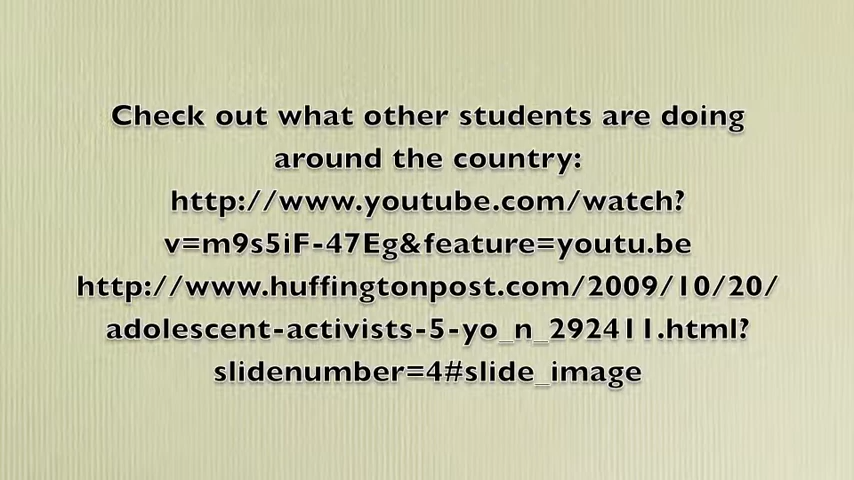 Check out what other students are doing
around the country:
http://www.youtube.com/watch?
v=m9s5iF-47Eg&feature=youtu.be
http://www.huffingtonpost.com/2009/10/20/
adolescent-activists-5-yo_n_292411.html?
slidenumber=4#slide_image